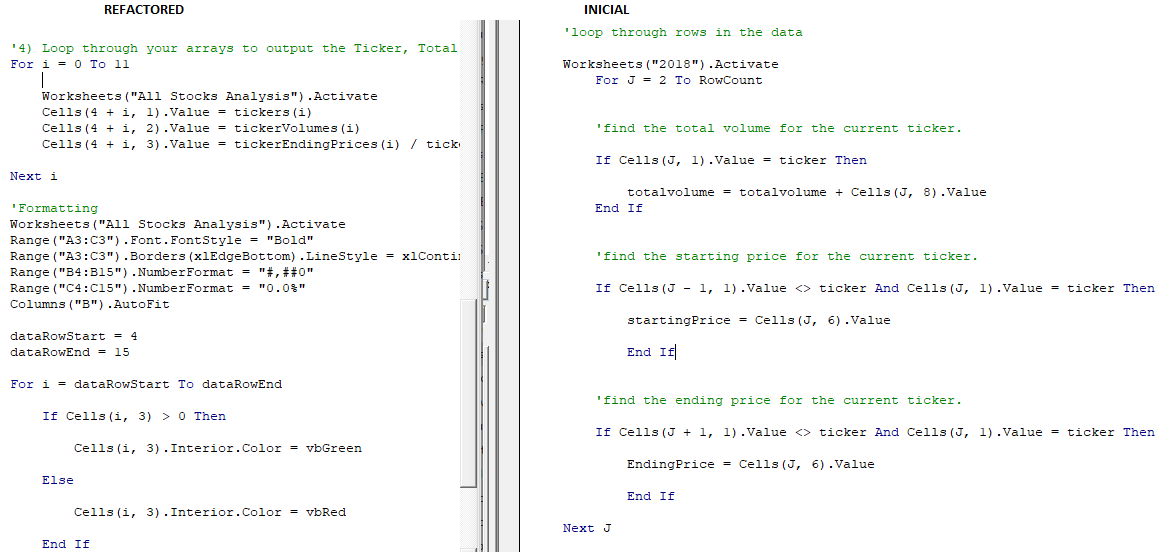 REFACTORED
'4) Loop through your arrays to output the Ticker, Total
For i = 0 To 11
Worksheets("All Stocks Analysis").Activate
Cells(4 + i, 1).Value = tickers(i)
Cells(4 + i, 2).Value = tickerVolumes(i)
Cells(4 + i, 3).Value = tickerEndingPrices(i) /
Next i
'Formatting
Worksheets("All Stocks Analysis").Activate
Range("A3:C3").Font.FontStyle = "Bold"
Range("A3:C3").Borders(xlEdgeBottom).LineStyle =
Range("B4:B15").NumberFormat = "#,##0"
Range("C4:C15").NumberFormat = "0.0%"
Columns("B").AutoFit
dataRowStart = 4
dataRowEnd = 15
For i = dataRowStart To dataRowEnd
If Cells(i, 3) > 0 Then
Cells(i, 3).Interior.Color = vbGreen
Else
Cells(i, 3).Interior.Color = vbRed
End If
INICIAL
'loop through rows in the data
Worksheets("2018").Activate
For J = 2 To RowCount
'find the total volume for the current ticker.
If Cells(J, 1).Value = ticker Then
totalvolume = totalvolume + Cells(J, 8).Value
End If
'find the starting price for the current ticker.
If Cells(J - 1, 1).Value <> ticker And Cells(J, 1).Value = ticker Then
startingPrice = Cells(J, 6).Value
End If
'find the ending price for the current ticker.
If Cells(J + 1, 1).Value <> ticker And Cells(J, 1).Value = ticker Then
EndingPrice = Cells(J, 6).Value
End If
Next J